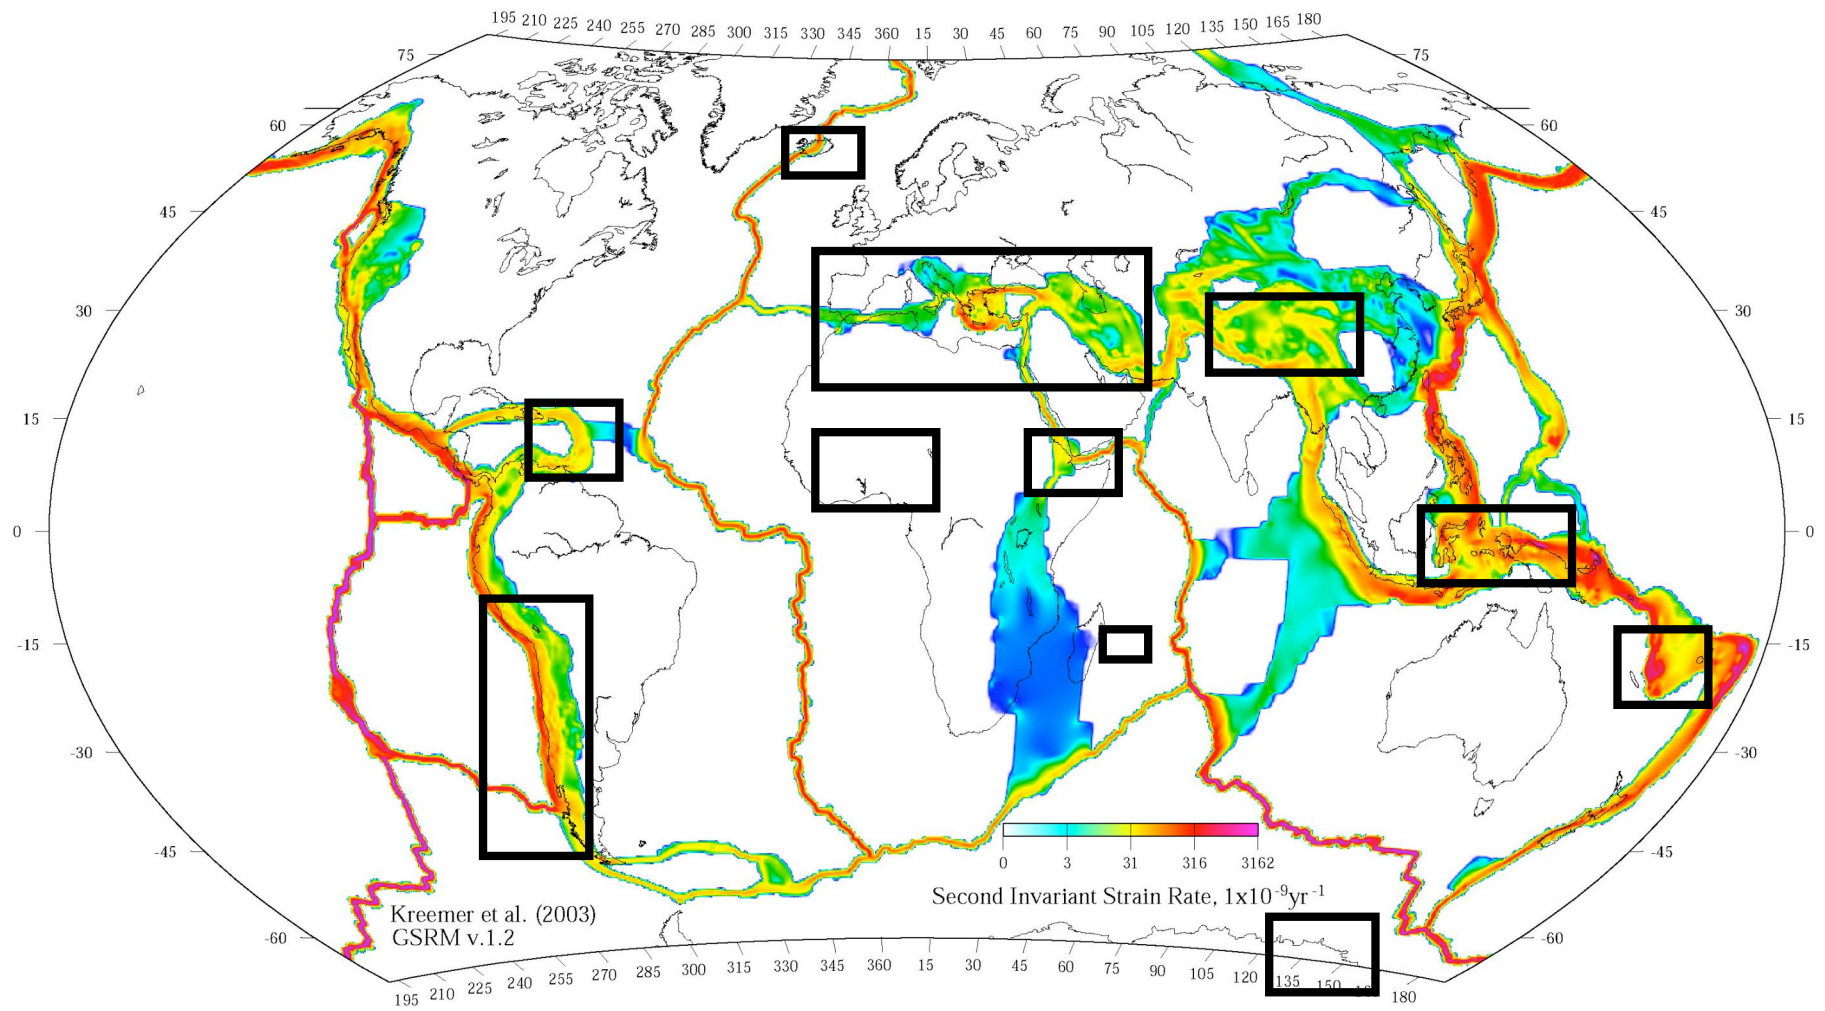 195 210 225 240 255 270 285 300 315 330 345 360 15 30 45 60 75 90 105 120 135 150 165 180
75 75
60 60
45 45
30 30
15 15
0 0
-15 -15
-30 -30
0 3 31 316 3162
-45 -45
Second Invariant Strain Rate, 1x10⁻⁹yr⁻¹
Kreemer et al. (2003)
GSRM v.1.2
-60 -60
195 210 225 240 255 270 285 300 315 330 345 360 15 30 45 60 75 90 105 120 135 150 180